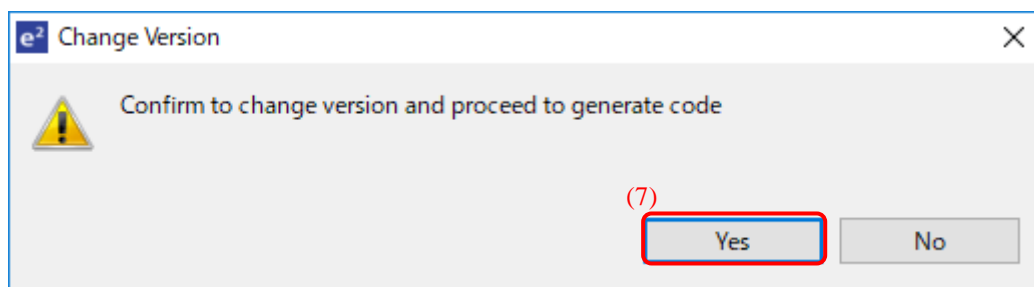 e² Change Version
Confirm to change version and proceed to generate code
(7)
Yes No